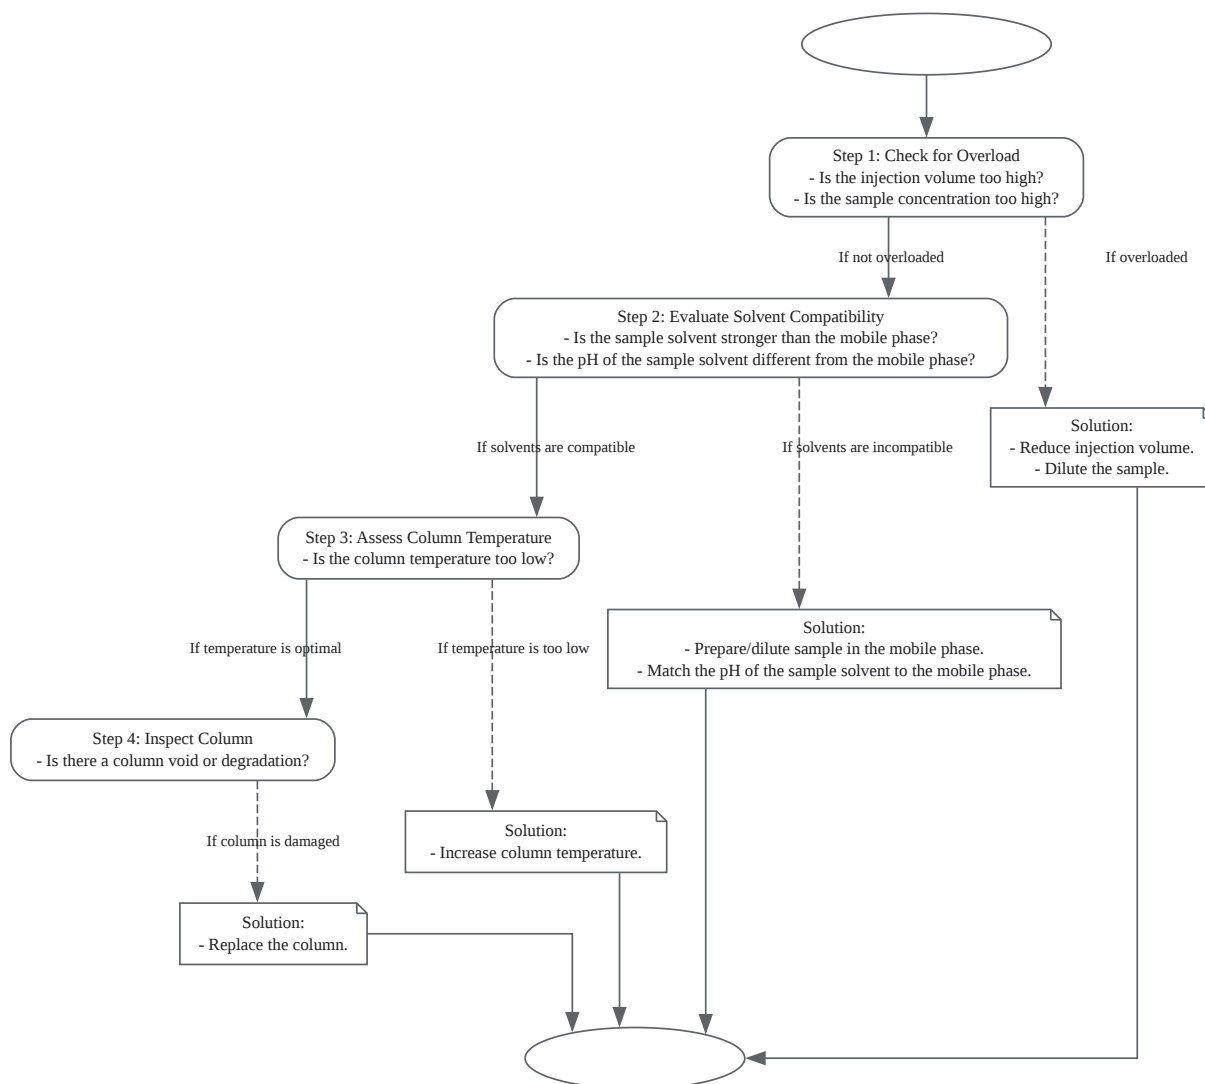 Step 1: Check for Overload
- Is the injection volume too high?
- Is the sample concentration too high?
If not overloaded
If overloaded
Step 2: Evaluate Solvent Compatibility
- Is the sample solvent stronger than the mobile phase?
- Is the pH of the sample solvent different from the mobile phase?
Solution:
- Reduce injection volume.
- Dilute the sample.
If solvents are compatible
If solvents are incompatible
Step 3: Assess Column Temperature
- Is the column temperature too low?
Solution:
- Prepare/dilute sample in the mobile phase.
- Match the pH of the sample solvent to the mobile phase.
If temperature is optimal
If temperature is too low
Step 4: Inspect Column
- Is there a column void or degradation?
Solution:
- Increase column temperature.
If column is damaged
Solution:
- Replace the column.